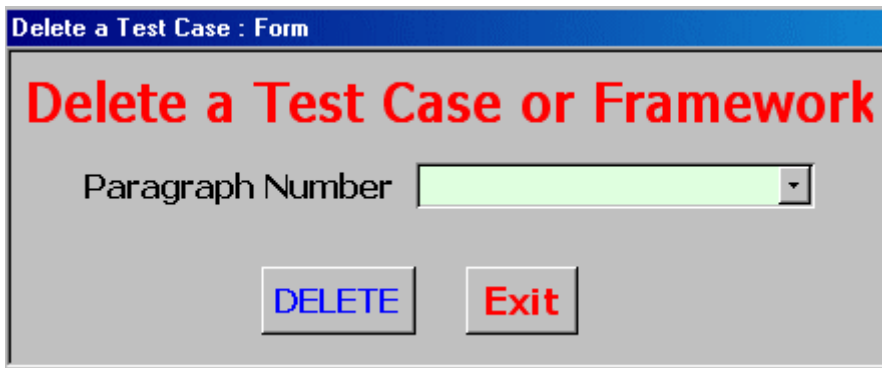 Delete a Test Case : Form
Delete a Test Case or Framework
Paragraph Number
DELETE Exit